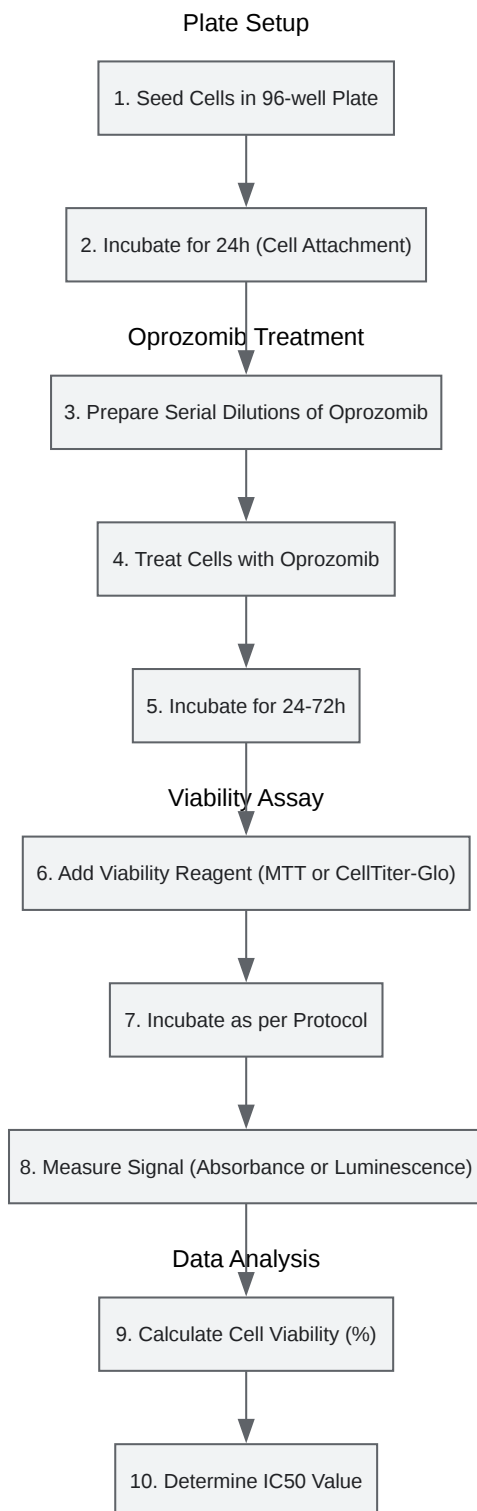 Plate Setup
1. Seed Cells in 96-well Plate
2. Incubate for 24h (Cell Attachment)
Oprozomib Treatment
3. Prepare Serial Dilutions of Oprozomib
4. Treat Cells with Oprozomib
5. Incubate for 24-72h
Viability Assay
6. Add Viability Reagent (MTT or CellTiter-Glo)
7. Incubate as per Protocol
8. Measure Signal (Absorbance or Luminescence)
Data Analysis
9. Calculate Cell Viability (%)
10. Determine IC50 Value